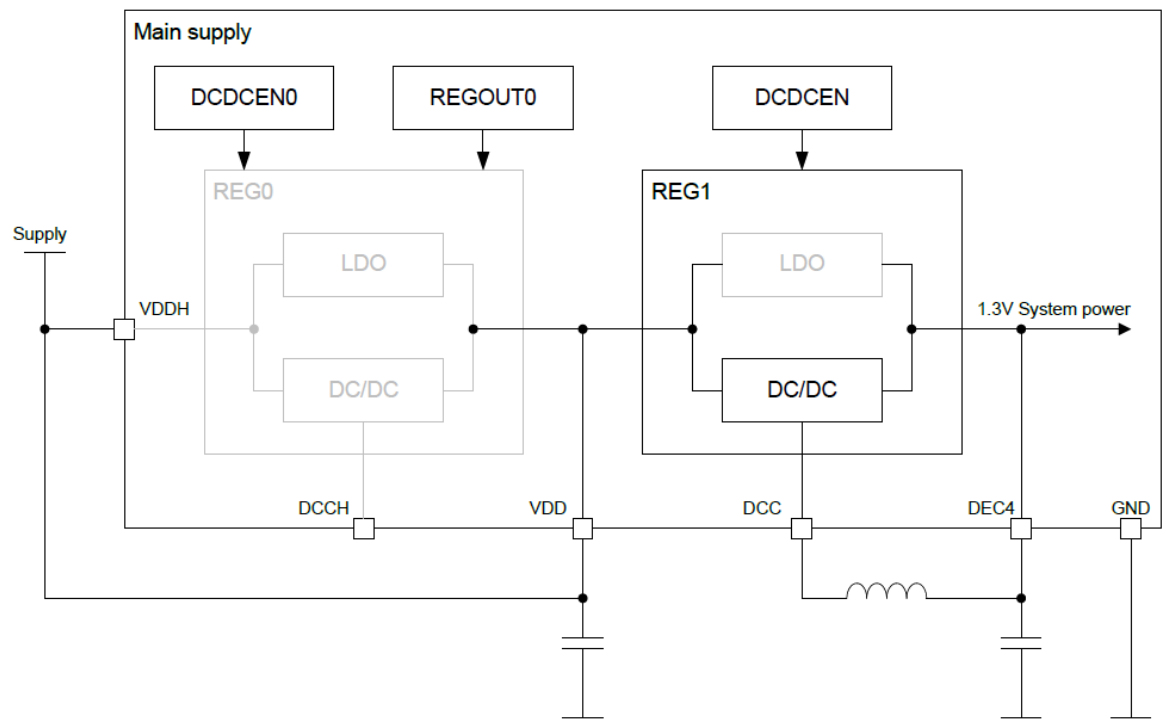 Main supply
DCDCEN0
REGOUT0
DCDCEN
REG0
REG1
Supply
LDO
LDO
VDDH
1.3V System power
DC/DC
DC/DC
DCCH
VDD
DCC
DEC4
GND